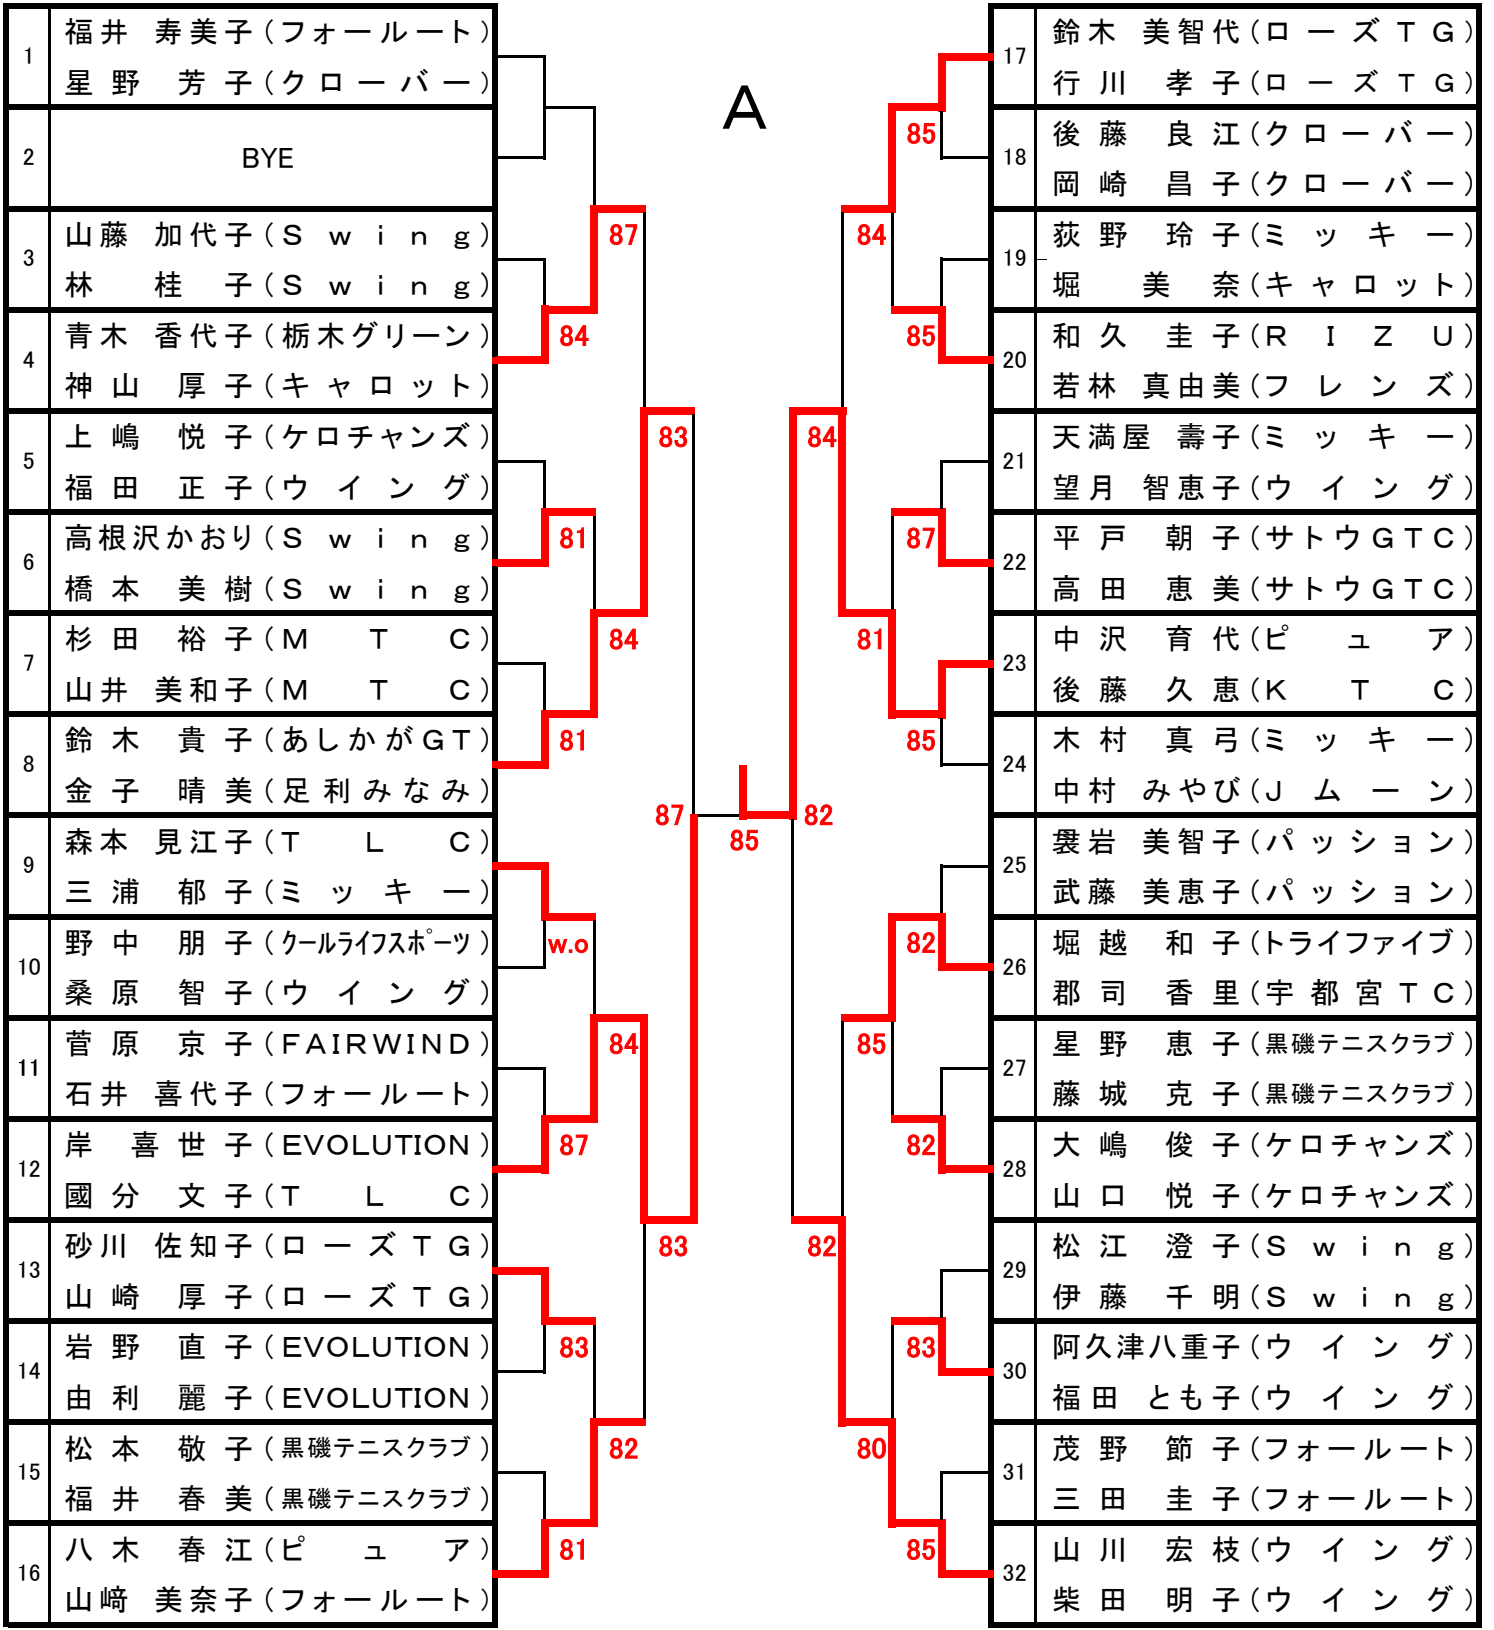 A
1
福井 寿美子(フォールート)
星野 芳子(クローバー)
2
BYE
3
山藤 加代子(Swing)
林 桂子(Swing)
4
青木 香代子(栃木グリーン)
神山 厚子(キャロット)
5
上嶋 悦子(ケロチャンズ)
福田 正子(ウイング)
6
高根沢かおり(Swing)
橋本 美樹(Swing)
7
杉田 裕子(MTC)
山井 美和子(MTC)
8
鈴木 貴子(あしかがGT)
金子 晴美(足利みなみ)
9
森本 見江子(TLC)
三浦 郁子(ミッキー)
10
野中 朋子(クールライフスポーツ)
桑原 智子(ウイング)
11
菅原 京子(FAIRWIND)
石井 喜代子(フォールート)
12
岸 喜世子(EVOLUTION)
國分 文子(TLC)
13
砂川 佐知子(ローズTG)
山崎 厚子(ローズTG)
14
岩野 直子(EVOLUTION)
由利 麗子(EVOLUTION)
15
松本 敬子(黒磯テニスクラブ)
福井 春美(黒磯テニスクラブ)
16
八木 春江(ピュア)
山﨑 美奈子(フォールート)
84
81
81
w.o
87
83
81
87
84
84
82
83
83
87
85
82
84
82
84
81
85
80
85
85
87
85
82
82
83
85
17
鈴木 美智代(ローズTG)
行川 孝子(ローズTG)
18
後藤 良江(クローバー)
岡崎 昌子(クローバー)
19
荻野 玲子(ミッキー)
堀 美奈(キャロット)
20
和久 圭子(RIZU)
若林 真由美(フレンズ)
21
天満屋 壽子(ミッキー)
望月 智恵子(ウイング)
22
平戸 朝子(サトウGTC)
高田 恵美(サトウGTC)
23
中沢 育代(ピュア)
後藤 久恵(KTC)
24
木村 真弓(ミッキー)
中村 みやび(Jムーン)
25
袰岩 美智子(パッション)
武藤 美恵子(パッション)
26
堀越 和子(トライファイブ)
郡司 香里(宇都宮TC)
27
星野 恵子(黒磯テニスクラブ)
藤城 克子(黒磯テニスクラブ)
28
大嶋 俊子(ケロチャンズ)
山口 悦子(ケロチャンズ)
29
松江 澄子(Swing)
伊藤 千明(Swing)
30
阿久津八重子(ウイング)
福田 とも子(ウイング)
31
茂野 節子(フォールート)
三田 圭子(フォールート)
32
山川 宏枝(ウイング)
柴田 明子(ウイング)